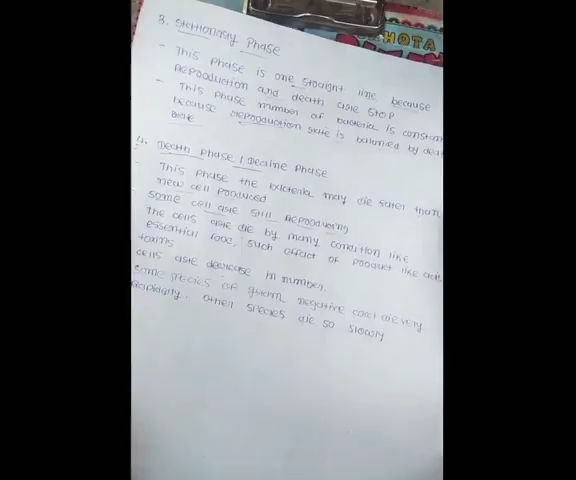 HOTA
3. Stationary Phase
- This Phase is one straight line because
Reproduction and death are stop
- This phase number of bacteria is constant
because reproduction rate is balanced by death
Rate
4. Death phase / Decline phase
- This phase the bacteria may die faster than
new cell produced
- Some cell are still Reproducing
The cells are die by many condition like
essential food, such effect of product like
toxins
cells are decrease in number.
some species of gram negative cocci die very
rapidly. other species die so slowly